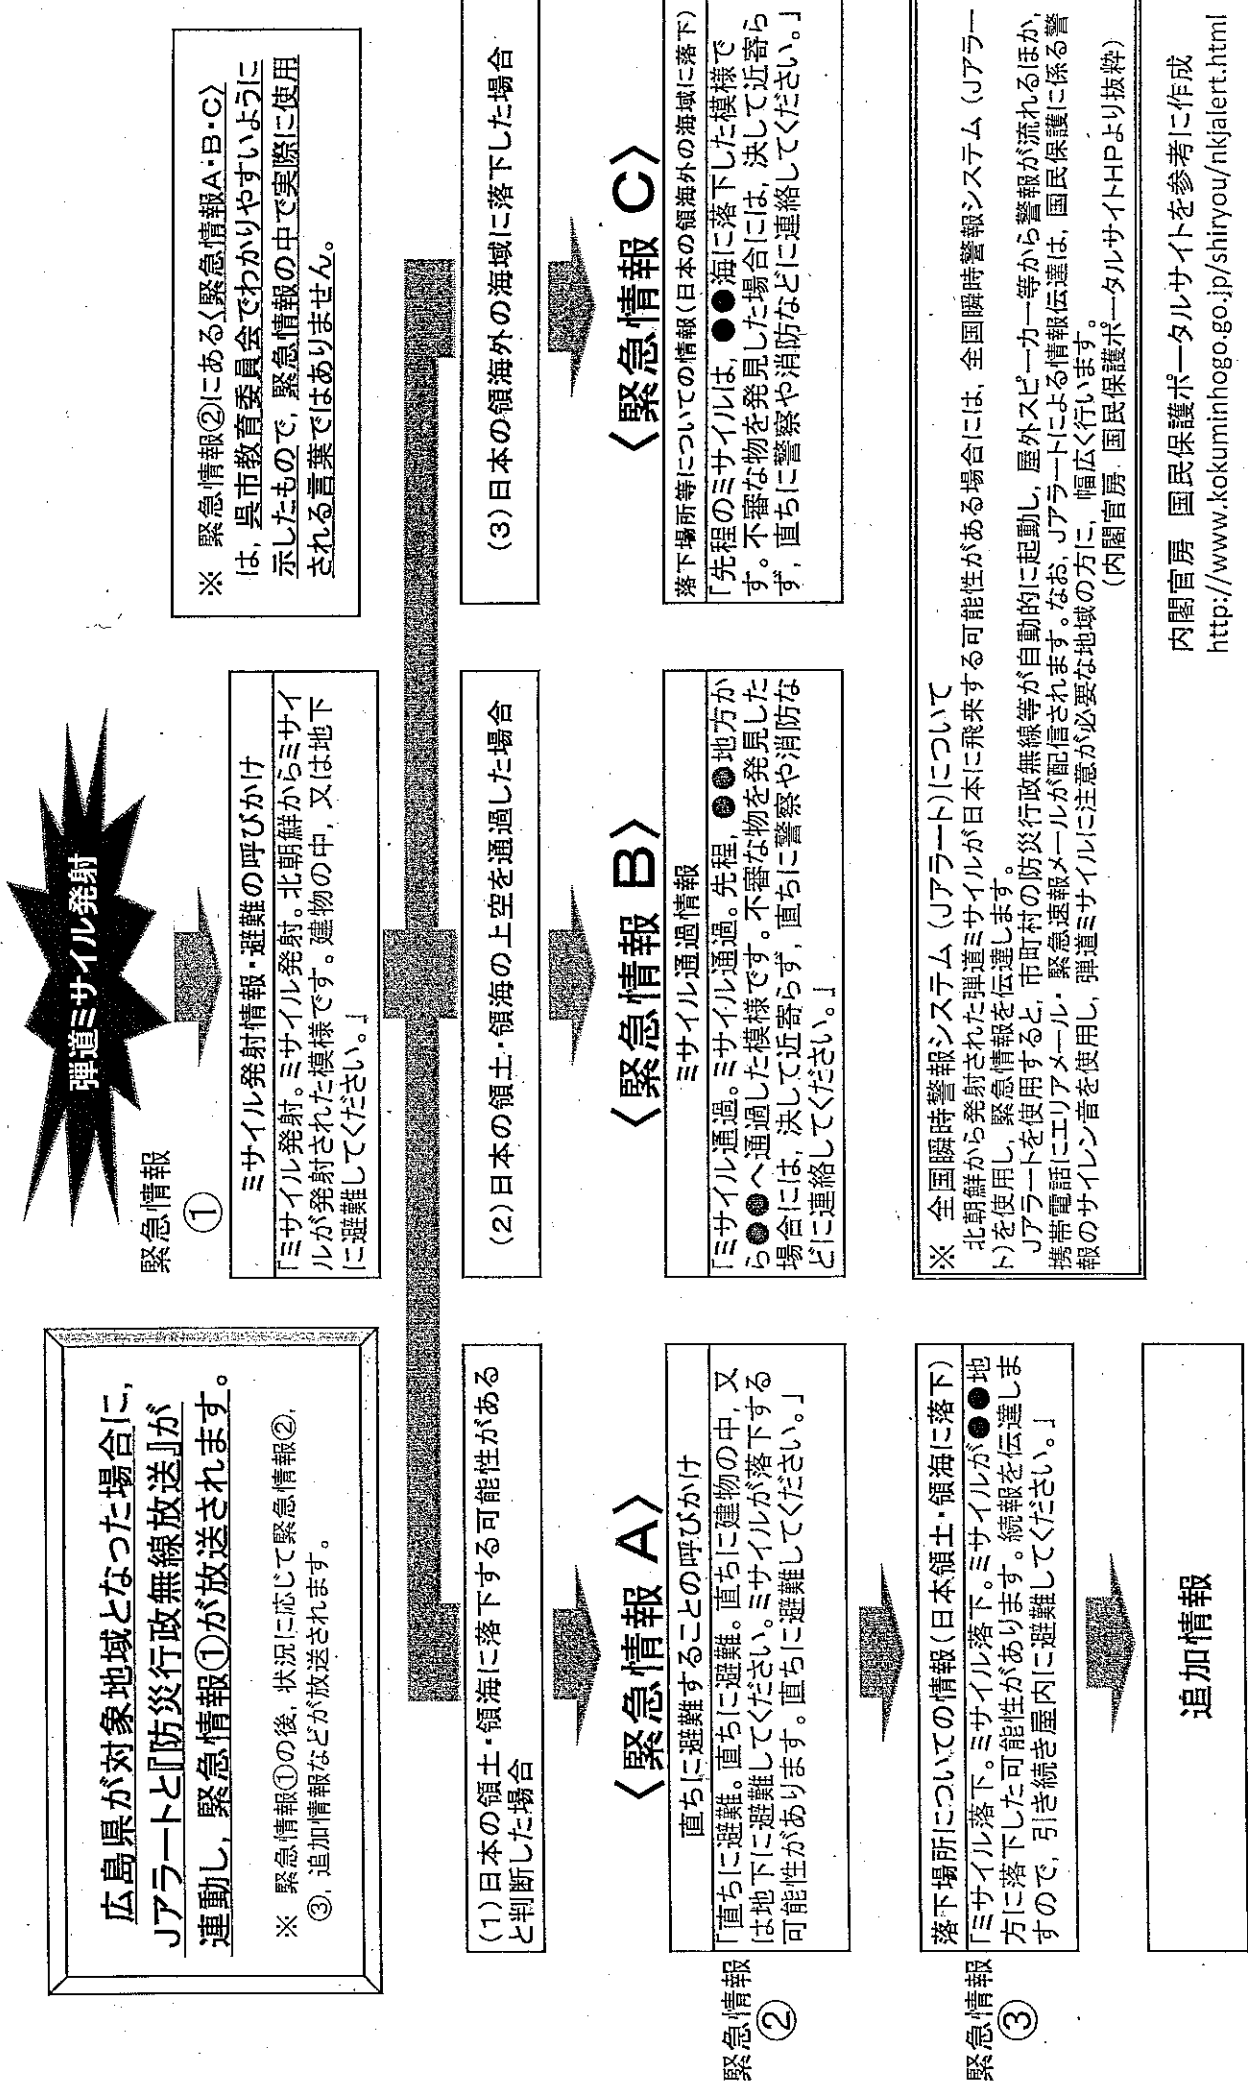 広島県が対象地域となった場合に,
Jアラートと『防災行政無線放送』が
連動し, 緊急情報①が放送されます。
※ 緊急情報①の後, 状況に応じて緊急情報②,
③, 追加情報などが放送されます。
弾道ミサイル発射
緊急情報
①
ミサイル発射情報・避難の呼びかけ
「ミサイル発射。ミサイル発射。北朝鮮からミサイ
ルが発射された模様です。建物の中, 又は地下
に避難してください。」
※ 緊急情報②にある〈緊急情報A・B・C〉
は, 呉市教育委員会でわかりやすいように
示したもので, 緊急情報の中で実際に使用
される言葉ではありません。
(1)日本の領土・領海に落下する可能性がある
と判断した場合
(2)日本の領土・領海の上空を通過した場合
(3)日本の領海外の海域に落下した場合
緊急情報
②
〈緊急情報 A〉
直ちに避難することの呼びかけ
「直ちに避難。直ちに避難。直ちに建物の中, 又
は地下に避難してください。ミサイルが落下する
可能性があります。直ちに避難してください。」
〈緊急情報 B〉
ミサイル通過情報
「ミサイル通過。ミサイル通過。先程, ●●地方か
ら●●へ通過した模様です。不審な物を発見した
場合には, 決して近寄らず, 直ちに警察や消防な
どに連絡してください。」
〈緊急情報 C〉
落下場所等についての情報(日本の領海外の海域に落下)
「先程のミサイルは, ●●海に落下した模様で
す。不審な物を発見した場合には, 決して近寄ら
ず, 直ちに警察や消防などに連絡してください。」
緊急情報
③
落下場所についての情報(日本領土・領海に落下)
「ミサイル落下。ミサイル落下。ミサイルが●●地
方に落下した可能性があります。続報を伝達しま
すので, 引き続き屋内に避難してください。」
追加情報
※ 全国瞬時警報システム(Jアラート)について
北朝鮮から発射された弾道ミサイルが日本に飛来する可能性がある場合には, 全国瞬時警報システム(Jアラー
ト)を使用し, 緊急情報を伝達します。
Jアラートを使用すると, 市町村の防災行政無線等が自動的に起動し, 屋外スピーカー等から警報が流れるほか,
携帯電話にエリアメール・緊急速報メールが配信されます。なお, Jアラートによる情報伝達は, 国民保護に係る警
報のサイレン音を使用し, 弾道ミサイルに注意が必要な地域の方に, 幅広く行います。
(内閣官房 国民保護ポータルサイトHPより抜粋)
内閣官房 国民保護ポータルサイトを参考に作成
http://www.kokuminhogo.go.jp/shiryou/nkjalert.html